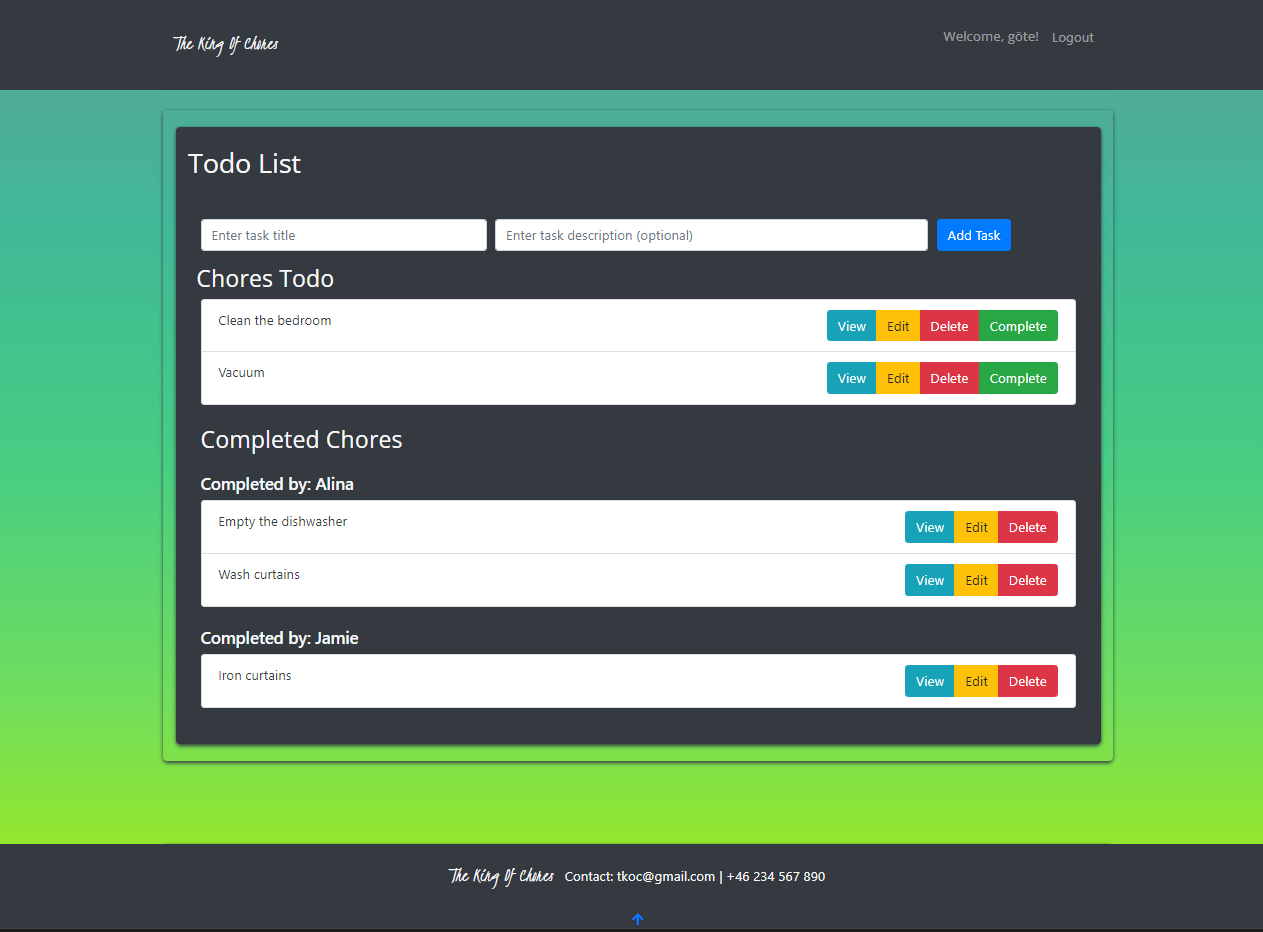 The King Of Chores
Welcome, göte! Logout
Todo List
Enter task title Enter task description (optional) Add Task
Chores Todo
Clean the bedroom View Edit Delete Complete
Vacuum View Edit Delete Complete
Completed Chores
Completed by: Alina
Empty the dishwasher View Edit Delete
Wash curtains View Edit Delete
Completed by: Jamie
Iron curtains View Edit Delete
The King Of Chores Contact: tkoc@gmail.com | +46 234 567 890